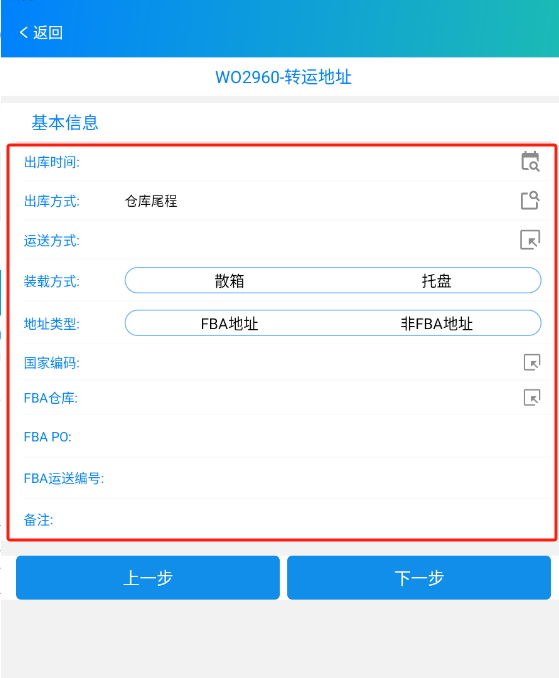 返回
WO2960-转运地址
基本信息
出库时间:
出库方式: 仓库尾程
运送方式:
装载方式: 散箱 托盘
地址类型: FBA地址 非FBA地址
国家编码:
FBA仓库:
FBA PO:
FBA运送编号:
备注:
上一步 下一步